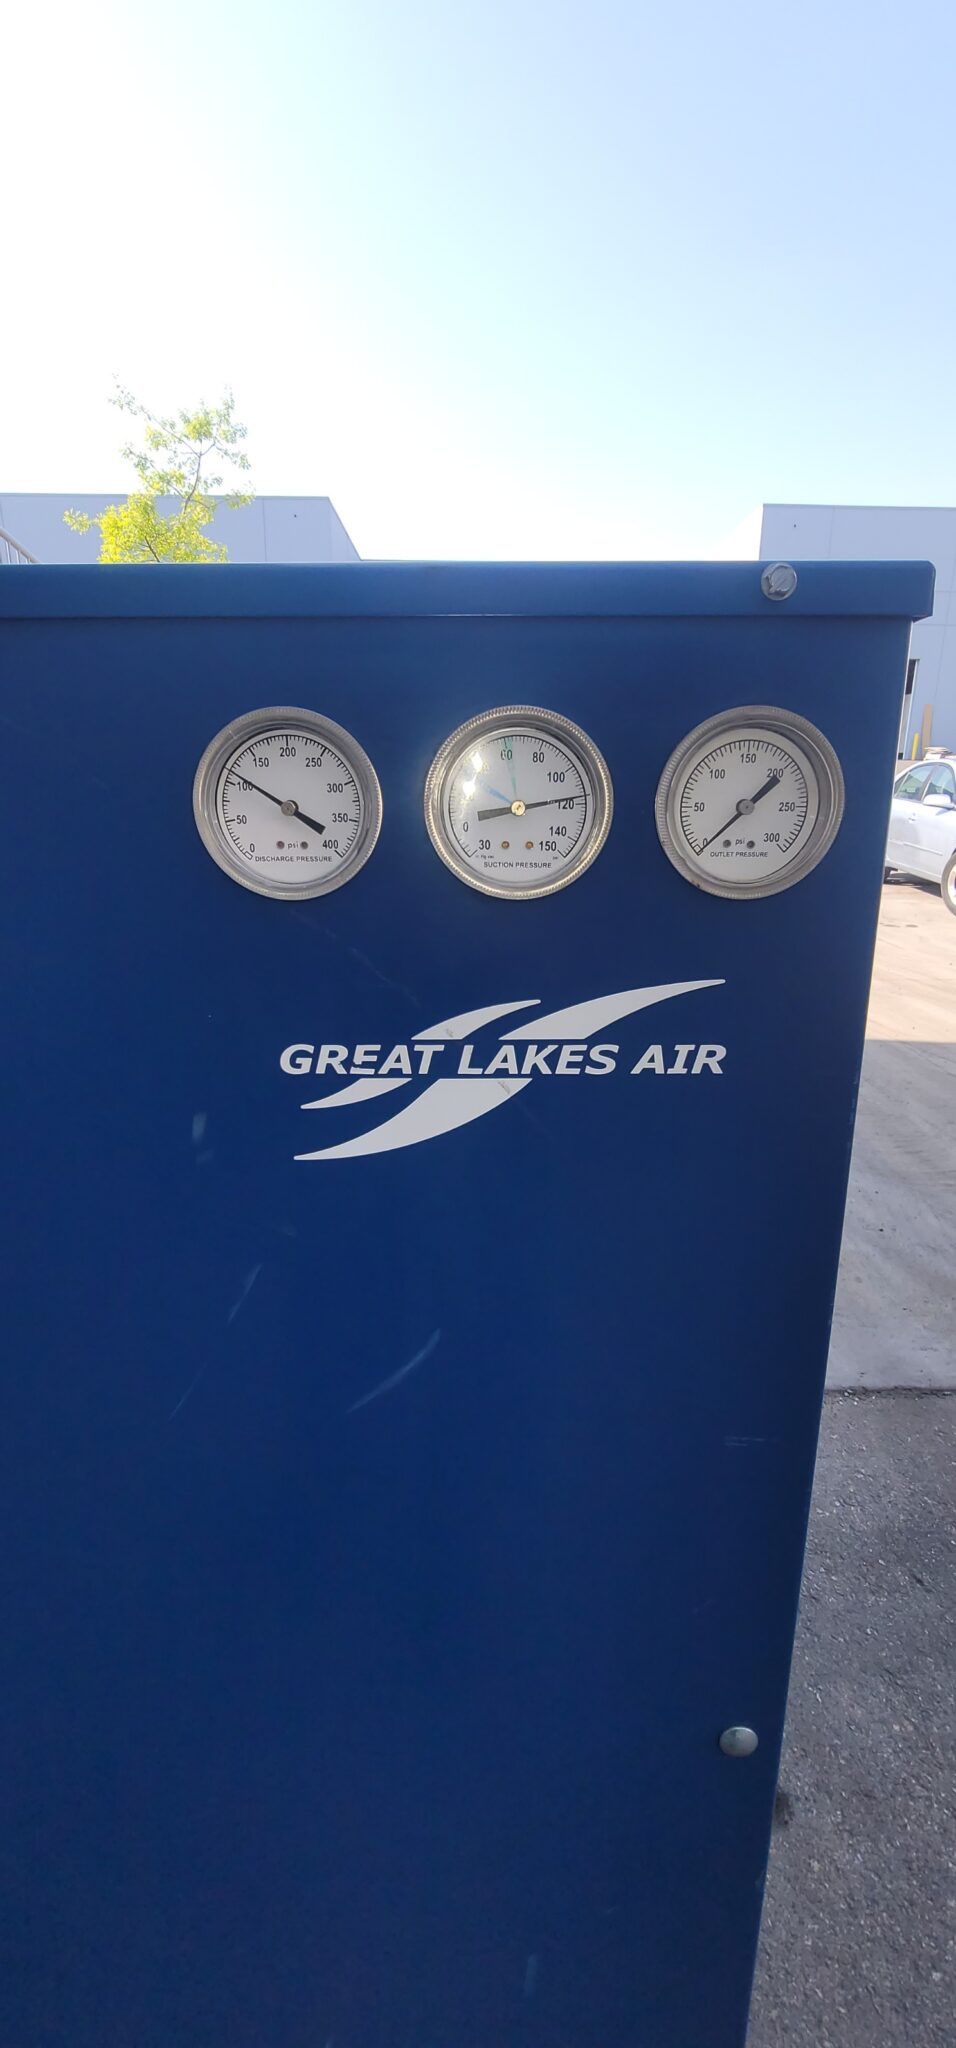 0 50 100 150 200 250 300 350 400
psi
DISCHARGE PRESSURE
30 0 60 80 100 120 140 150
SUCTION PRESSURE
0 50 100 150 200 250 300
psi
OUTLET PRESSURE
GREAT LAKES AIR